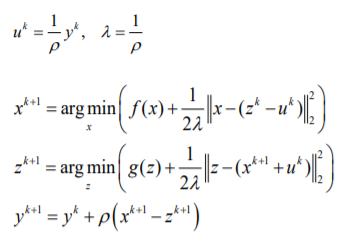 u^k = \frac{1}{\rho} y^k, \lambda = \frac{1}{\rho}
x^{k+1} = \arg\min_x \left( f(x) + \frac{1}{2\lambda} \left\| x - (z^k - u^k) \right\|_2^2 \right)
z^{k+1} = \arg\min_z \left( g(z) + \frac{1}{2\lambda} \left\| z - (x^{k+1} + u^k) \right\|_2^2 \right)
y^{k+1} = y^k + \rho \left( x^{k+1} - z^{k+1} \right)